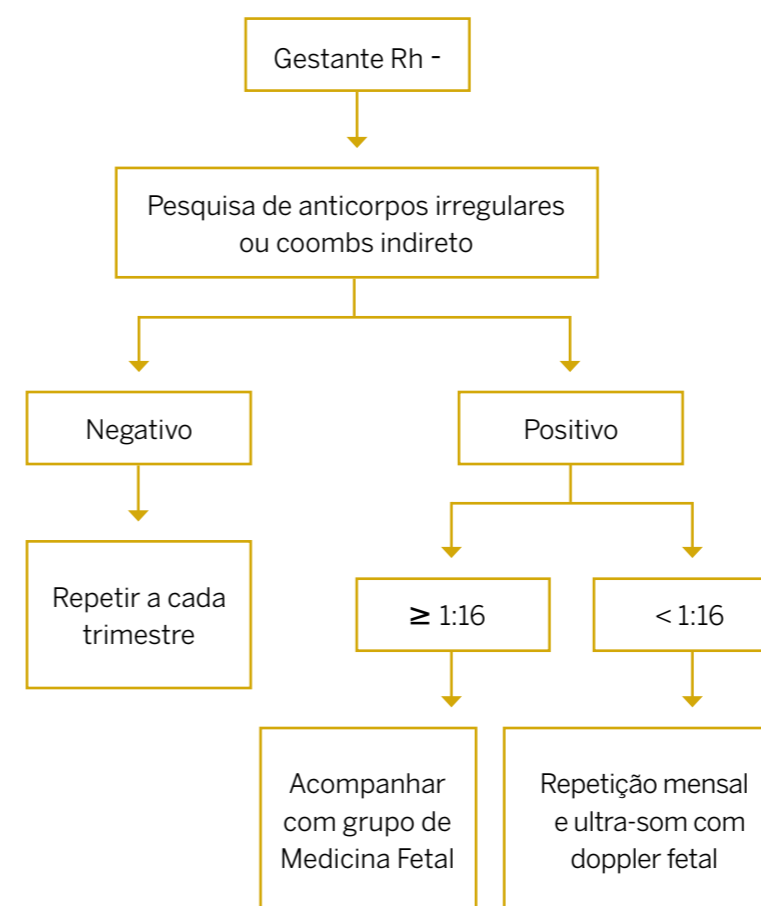 Gestante Rh -
Pesquisa de anticorpos irregulares
ou coombs indireto
Negativo
Positivo
Repetir a cada
trimestre
≥ 1:16
< 1:16
Acompanhar
com grupo de
Medicina Fetal
Repetição mensal
e ultra-som com
doppler fetal